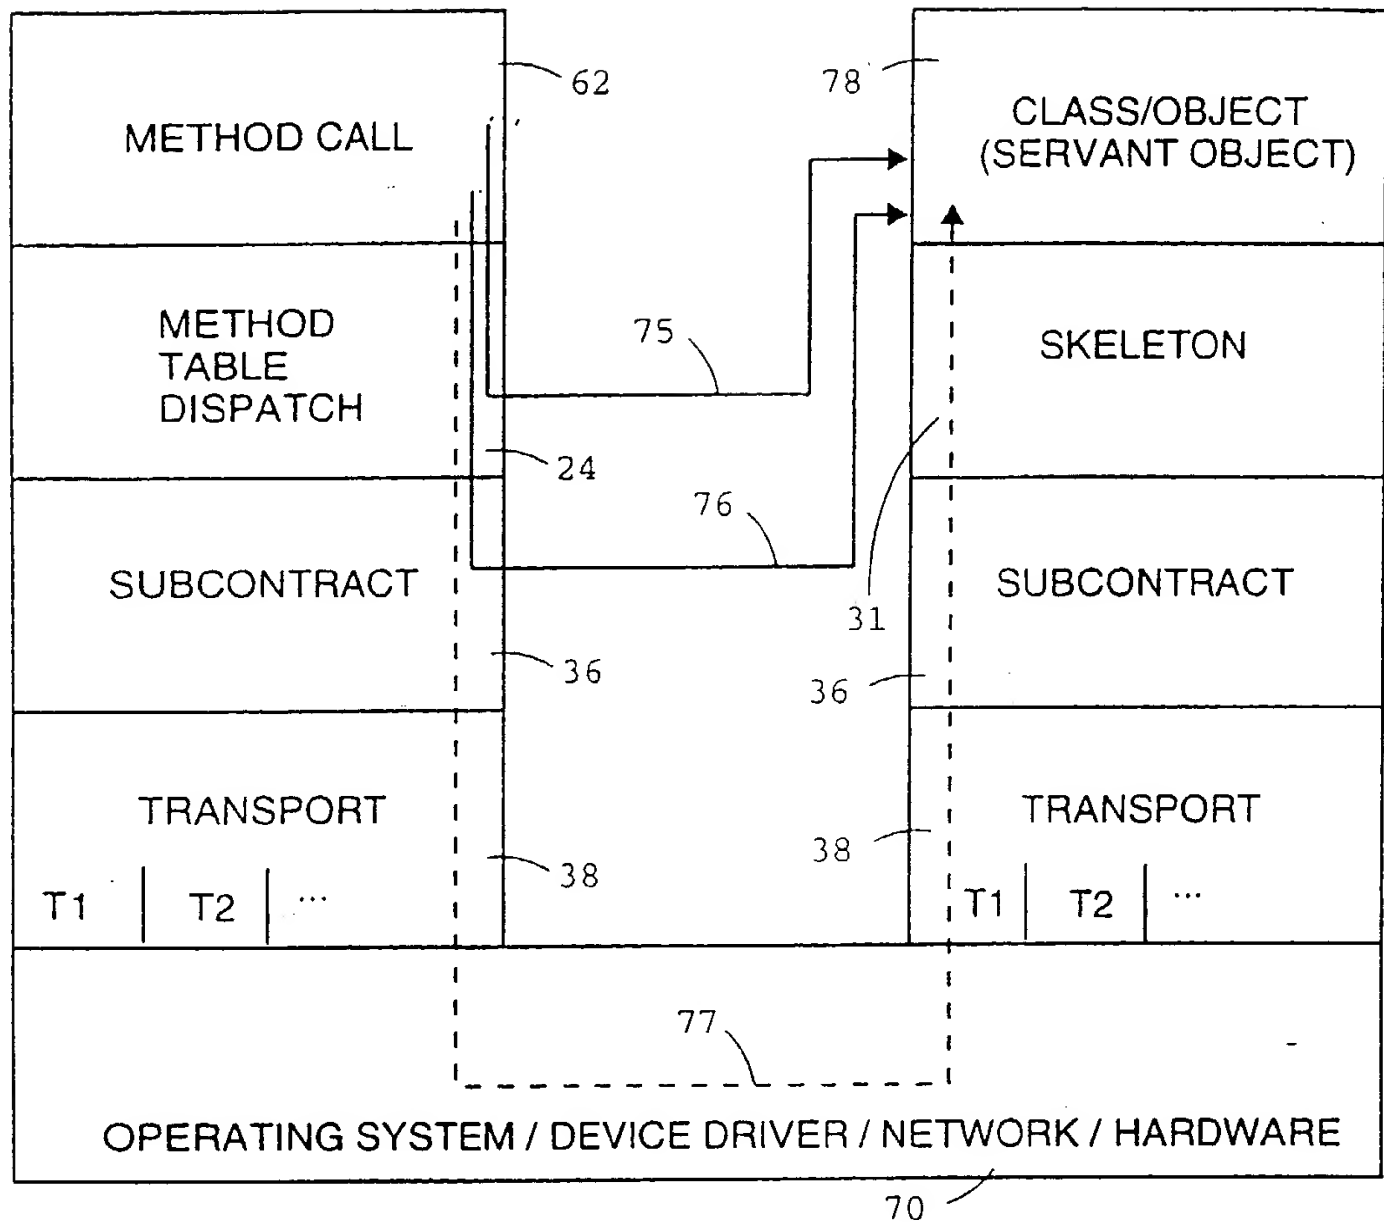 62
METHOD CALL
78
CLASS/OBJECT
(SERVANT OBJECT)
METHOD
TABLE
DISPATCH
75
SKELETON
24
76
SUBCONTRACT
31
SUBCONTRACT
36
36
TRANSPORT
38
T1
T2
...
TRANSPORT
38
T1
T2
...
77
OPERATING SYSTEM / DEVICE DRIVER / NETWORK / HARDWARE
70